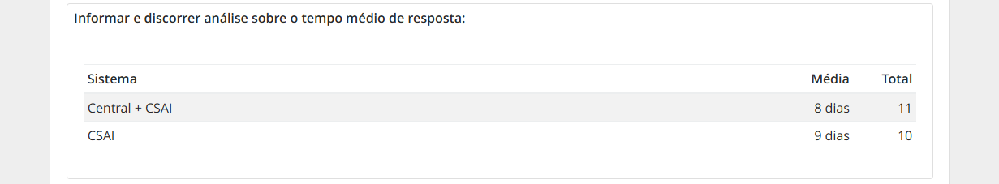 Informar e discorrer análise sobre o tempo médio de resposta:
Sistema Média Total
Central + CSAI 8 dias 11
CSAI 9 dias 10